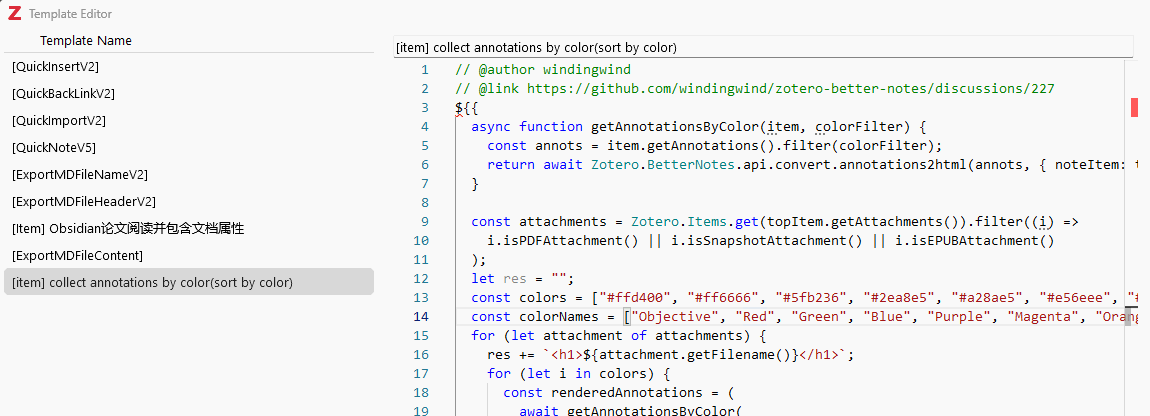 Template Editor
Template Name
[QuickInsertV2]
[QuickBackLinkV2]
[QuickImportV2]
[QuickNoteV5]
[ExportMDFileNameV2]
[ExportMDFileHeaderV2]
[Item] Obsidian论文阅读并包含文档属性
[ExportMDFileContent]
[item] collect annotations by color(sort by color)
[item] collect annotations by color(sort by color)
1 // @author windingwind
2 // @link https://github.com/windingwind/zotero-better-notes/discussions/227
3 ${{
4 async function getAnnotationsByColor(item, colorFilter) {
5 const annots = item.getAnnotations().filter(colorFilter);
6 return await Zotero.BetterNotes.api.convert.annotations2html(annots, { noteItem: t
7 }
8
9 const attachments = Zotero.Items.get(topItem.getAttachments()).filter((i) =>
10 i.isPDFAttachment() || i.isSnapshotAttachment() || i.isEPUBAttachment()
11 );
12 let res = "";
13 const colors = ["#ffd400", "#ff6666", "#5fb236", "#2ea8e5", "#a28ae5", "#e56eee", "#
14 const colorNames = ["Objective", "Red", "Green", "Blue", "Purple", "Magenta", "Orang
15 for (let attachment of attachments) {
16 res += `<h1>${attachment.getFilename()}</h1>`;
17 for (let i in colors) {
18 const renderedAnnotations = (
19 await getAnnotationsByColor(